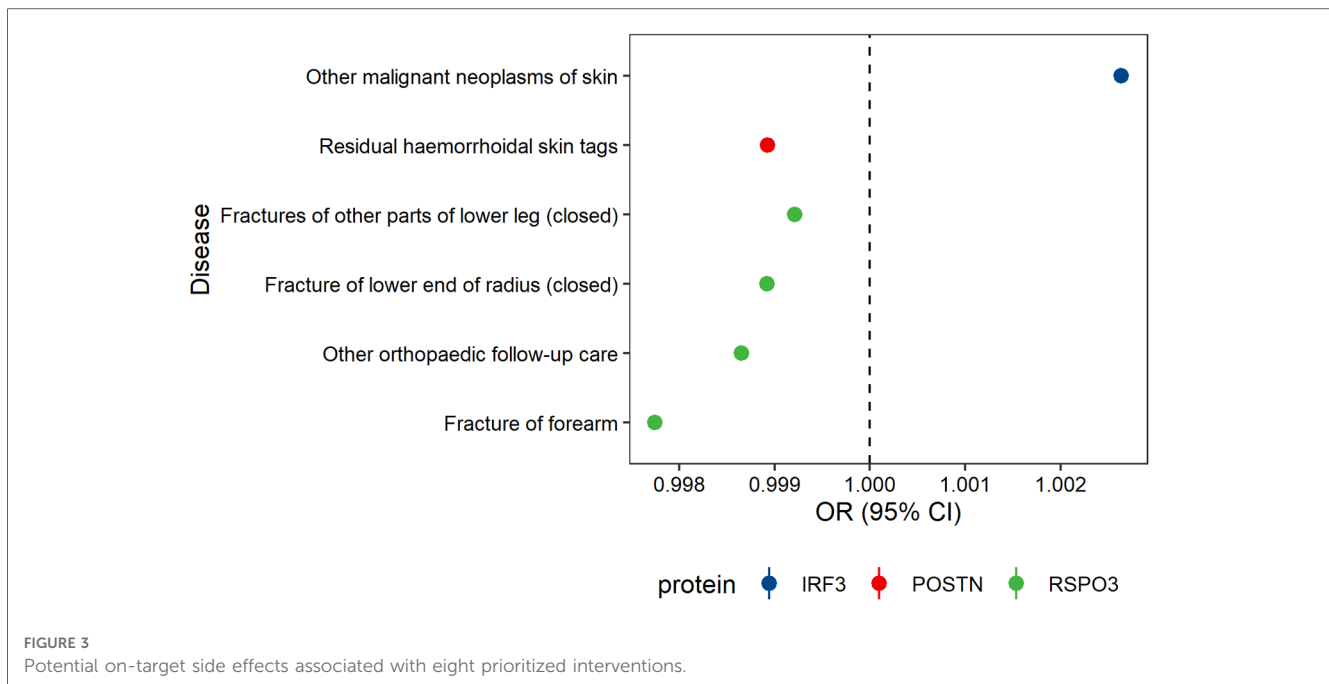 Other malignant neoplasms of skin
Residual haemorrhoidal skin tags
Fractures of other parts of lower leg (closed)
Fracture of lower end of radius (closed)
Other orthopaedic follow-up care
Fracture of forearm
Disease
0.998 0.999 1.000 1.001 1.002
OR (95% CI)
protein IRF3 POSTN RSPO3
FIGURE 3
Potential on-target side effects associated with eight prioritized interventions.